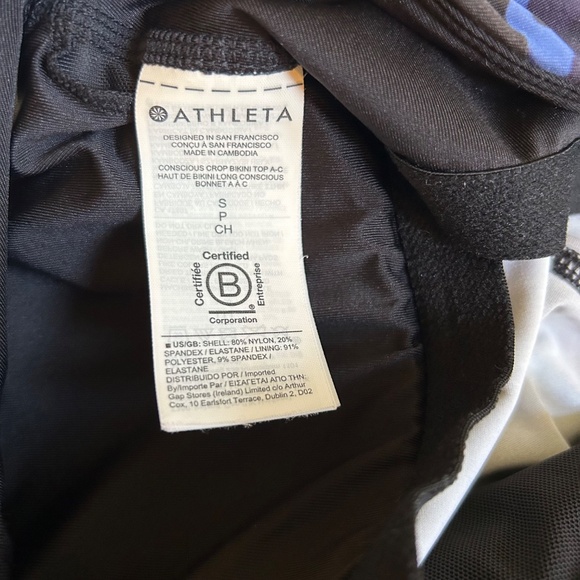 ATHLETA
DESIGNED IN SAN FRANCISCO
CONÇU À SAN FRANCISCO
MADE IN CAMBODIA
CONSCIOUS CROP BIKINI TOP A-C
HAUT DE BIKINI LONG CONSCIOUS
BONNET A À C
S
P
CH
Certified
Certifiée
B
Entreprise
®
Corporation
■ US/GB: SHELL: 80% NYLON, 20%
SPANDEX / ELASTANE / LINING: 91%
POLYESTER, 9% SPANDEX /
ELASTANE
DISTRIBUIDO POR / Imported
By/Importe Par / ΕΙΣΑΓΕΤΑΙ ΑΠΟ ΤΗΝ:
Gap Stores (Ireland) Limited c/o Arthur
Cox, 10 Earlsfort Terrace, Dublin 2, D02